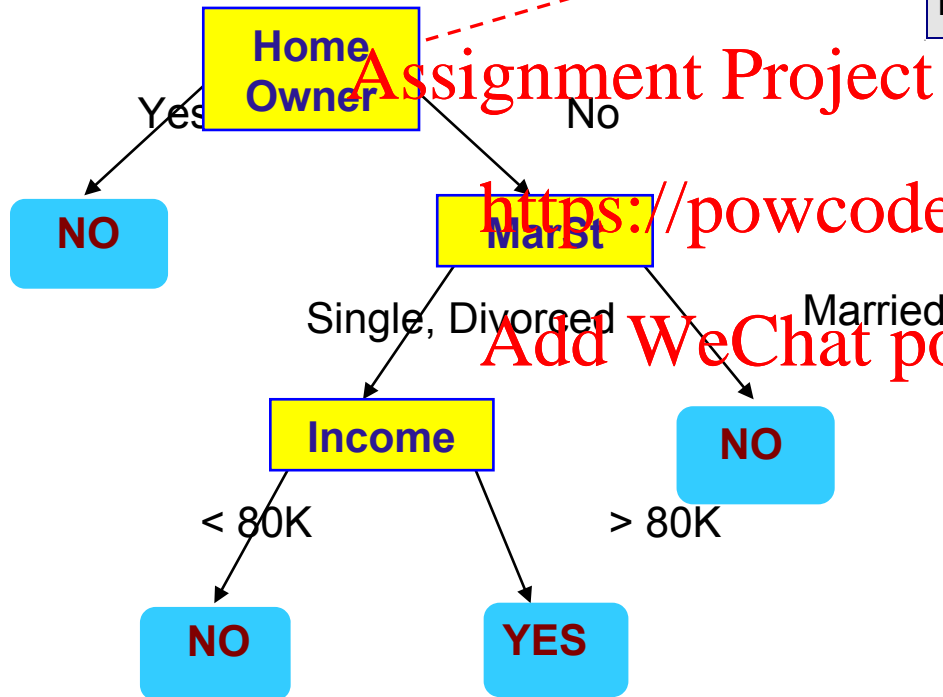 Home
Owner
Assignment Project
Yes
No
NO
MarSt
https://powcode
Single, Divorced
Married
Add WeChat po
Income
NO
< 80K
> 80K
NO
YES